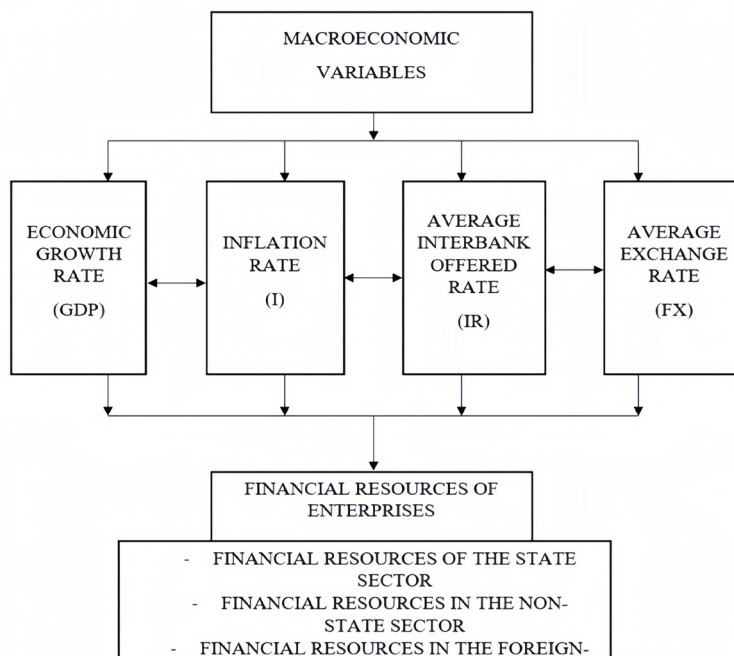 MACROECONOMIC
VARIABLES
ECONOMIC
GROWTH
RATE
(GDP)
INFLATION
RATE
(I)
AVERAGE
INTERBANK
OFFERED
RATE
(IR)
AVERAGE
EXCHANGE
RATE
(FX)
FINANCIAL RESOURCES OF
ENTERPRISES
- FINANCIAL RESOURCES OF THE STATE
SECTOR
- FINANCIAL RESOURCES IN THE NON-
STATE SECTOR
- FINANCIAL RESOURCES IN THE FOREIGN-